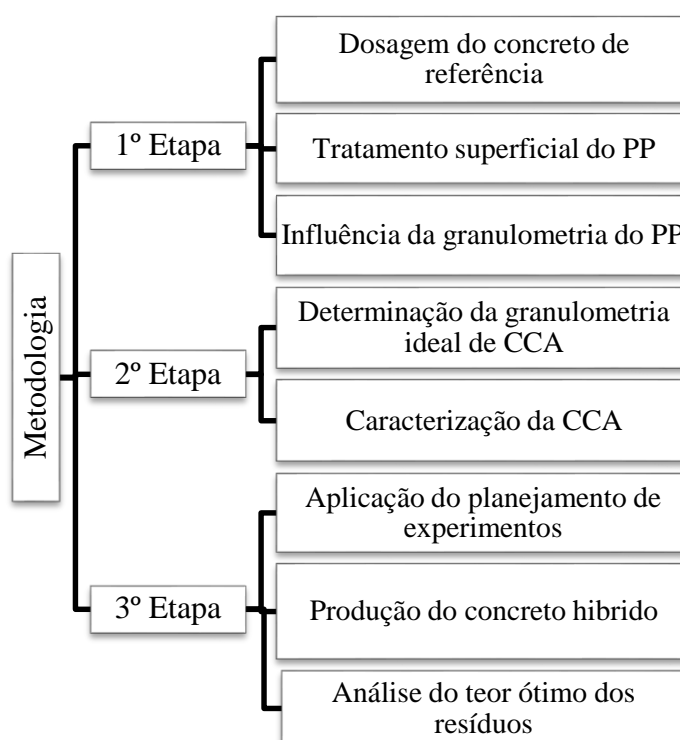 Metodologia
1º Etapa
Dosagem do concreto de
referência
Tratamento superficial do PP
Influência da granulometria do PP
2º Etapa
Determinação da granulometria
ideal de CCA
Caracterização da CCA
3º Etapa
Aplicação do planejamento de
experimentos
Produção do concreto hibrido
Análise do teor ótimo dos
resíduos